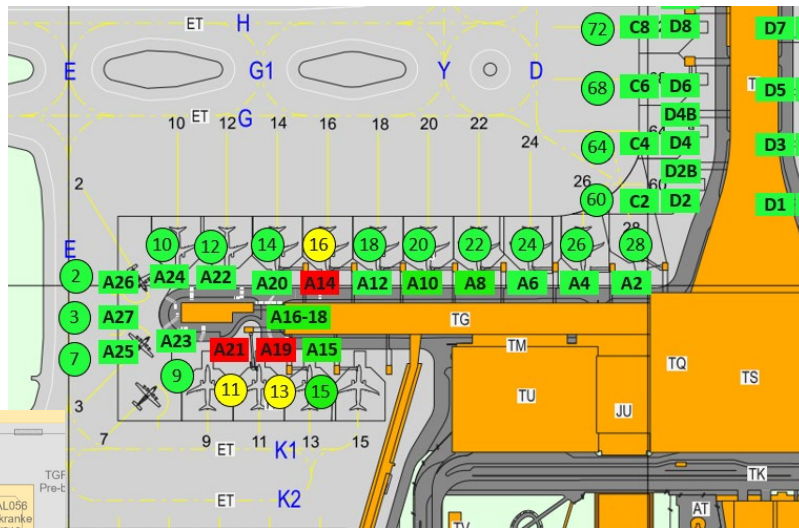 ET H
72 C8 D8 D7
E G1 Y D
68 C6 D6 D5
D4B
ET G
10 12 14 16 18 20 22 24
64 C4 D4 D3
D2B
2
26 60
60 C2 D2 D1
28
E
10 12 14 16 18 20 22 24 26 28
2 A26 A24 A22 A20 A14 A12 A10 A8 A6 A4 A2
3 A27 A16-18 TG
7 A25 A23 A21 A19 A15 TM
TQ TS
9 11 13 15
TU JU
3 7 9 ET 11 K1 13 15
TGF
Pre-
TK
ET K2
AL056
kranke
AT